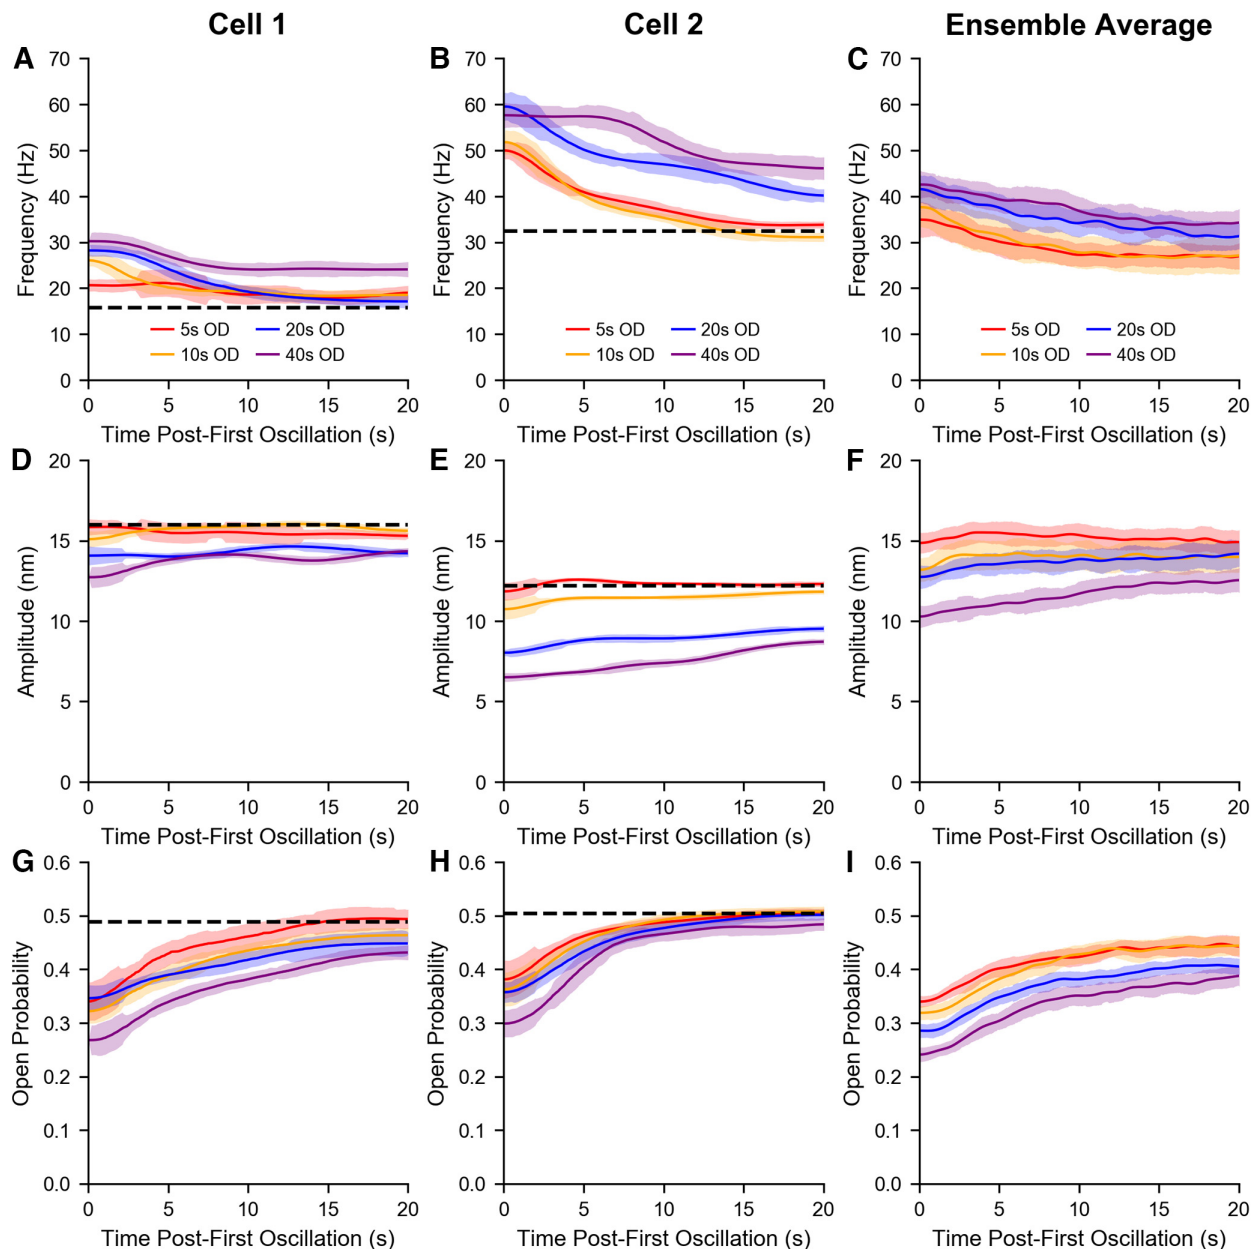 Cell 1
Cell 2
Ensemble Average
A
70
60
50
40
30
20
10
0
Frequency (Hz)
5s OD
20s OD
10s OD
40s OD
0
5
10
15
20
Time Post-First Oscillation (s)
B
70
60
50
40
30
20
10
0
Frequency (Hz)
5s OD
20s OD
10s OD
40s OD
0
5
10
15
20
Time Post-First Oscillation (s)
C
70
60
50
40
30
20
10
0
Frequency (Hz)
5s OD
20s OD
10s OD
40s OD
0
5
10
15
20
Time Post-First Oscillation (s)
D
20
15
10
5
0
Amplitude (nm)
0
5
10
15
20
Time Post-First Oscillation (s)
E
20
15
10
5
0
Amplitude (nm)
0
5
10
15
20
Time Post-First Oscillation (s)
F
20
15
10
5
0
Amplitude (nm)
0
5
10
15
20
Time Post-First Oscillation (s)
G
0.6
0.5
0.4
0.3
0.2
0.1
0.0
Open Probability
0
5
10
15
20
Time Post-First Oscillation (s)
H
0.6
0.5
0.4
0.3
0.2
0.1
0.0
Open Probability
0
5
10
15
20
Time Post-First Oscillation (s)
I
0.6
0.5
0.4
0.3
0.2
0.1
0.0
Open Probability
0
5
10
15
20
Time Post-First Oscillation (s)